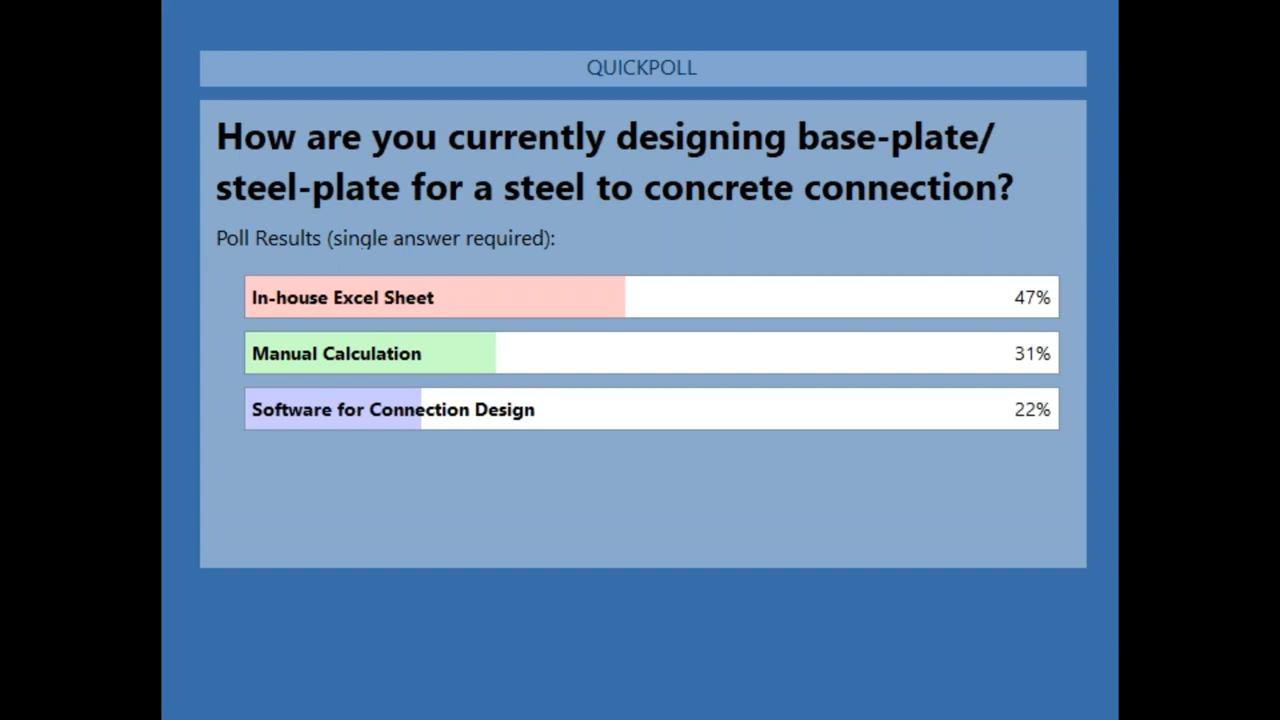 QUICKPOLL
How are you currently designing base-plate/
steel-plate for a steel to concrete connection?
Poll Results (single answer required):
In-house Excel Sheet 47%
Manual Calculation 31%
Software for Connection Design 22%